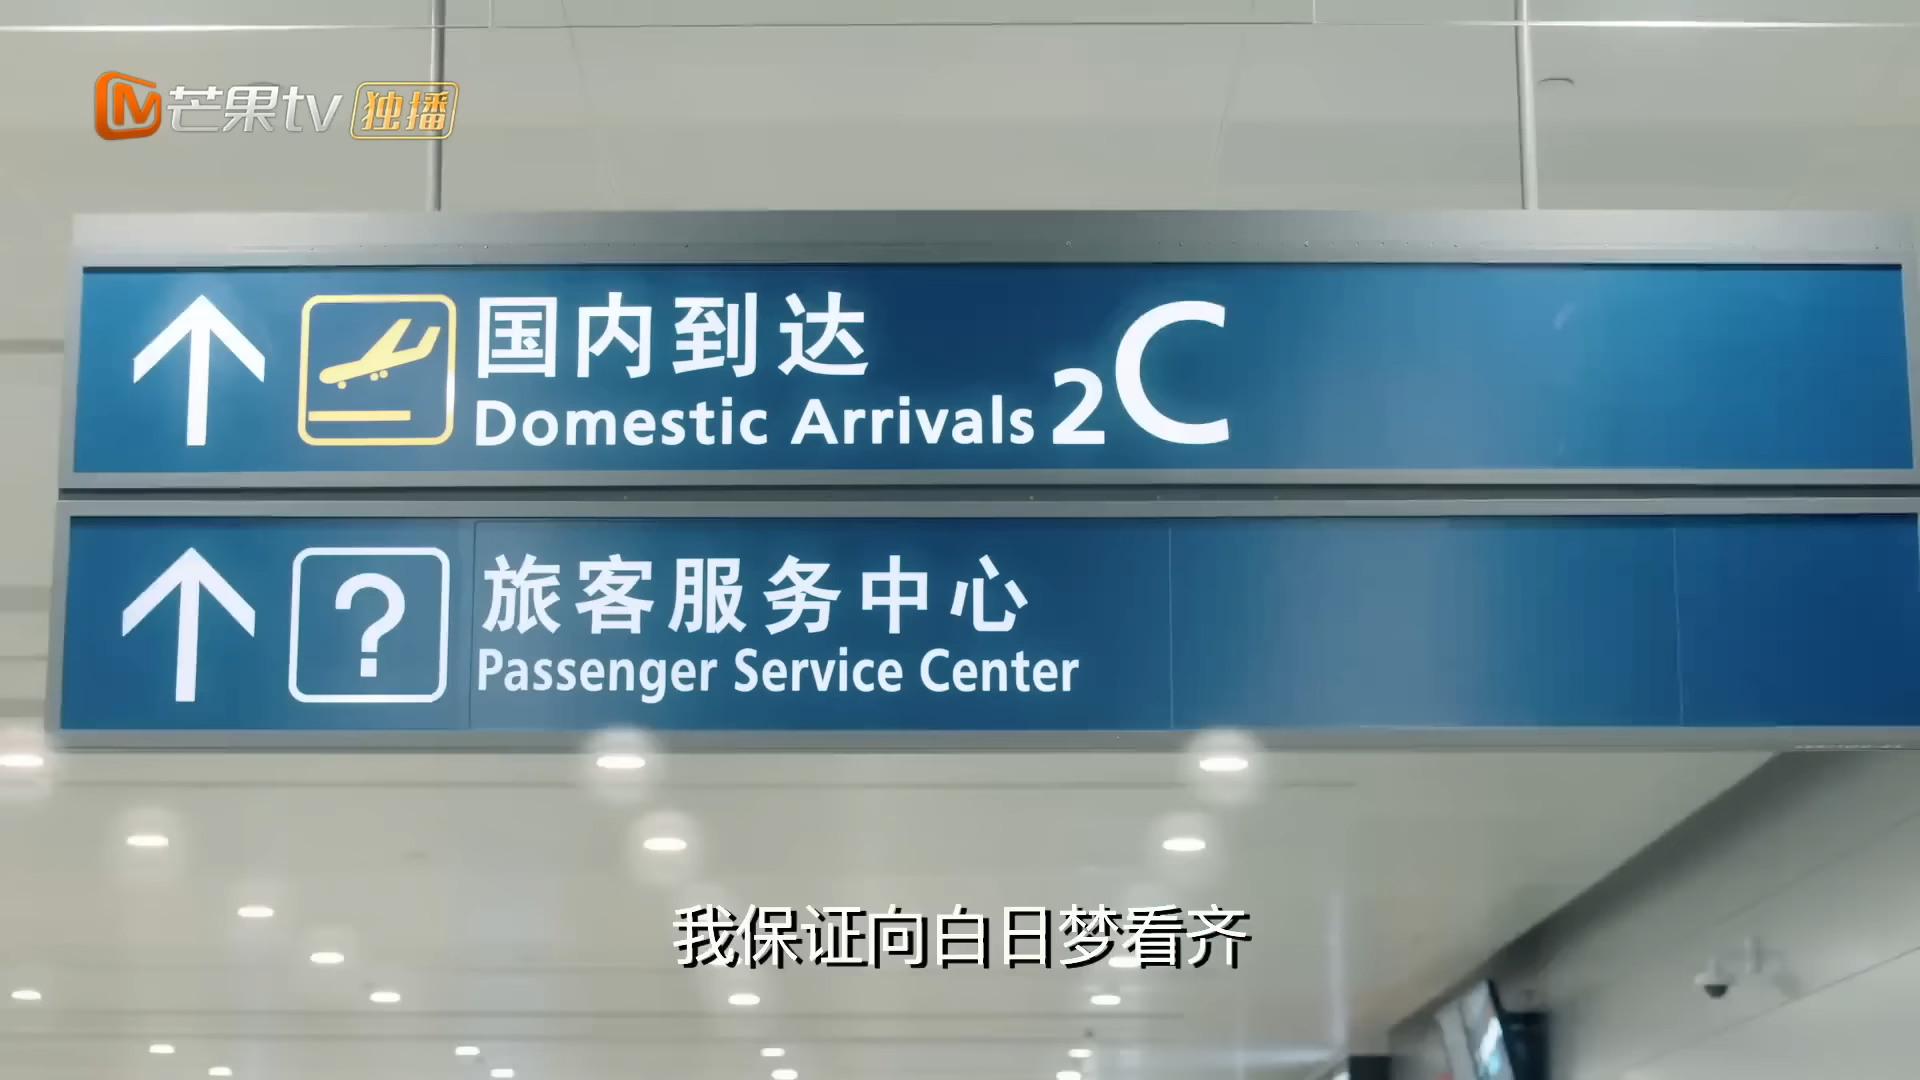 芒果tv 独播
国内到达
Domestic Arrivals 2C
?
旅客服务中心
Passenger Service Center
我保证向白日梦看齐